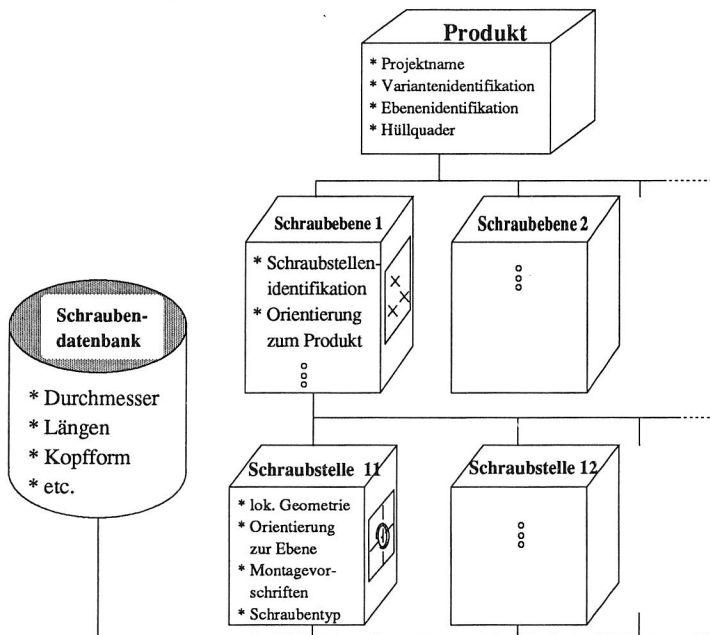 Produkt
* Projektname
* Variantenidentifikation
* Ebenenidentifikation
* Hüllquader
Schraubebene 1
* Schraubstellen-
identifikation
* Orientierung
zum Produkt
Schraubebene 2
Schrauben-
datenbank
* Durchmesser
* Längen
* Kopfform
* etc.
Schraubstelle 11
* lok. Geometrie
* Orientierung
zur Ebene
* Montagevor-
schriften
* Schraubentyp
Schraubstelle 12